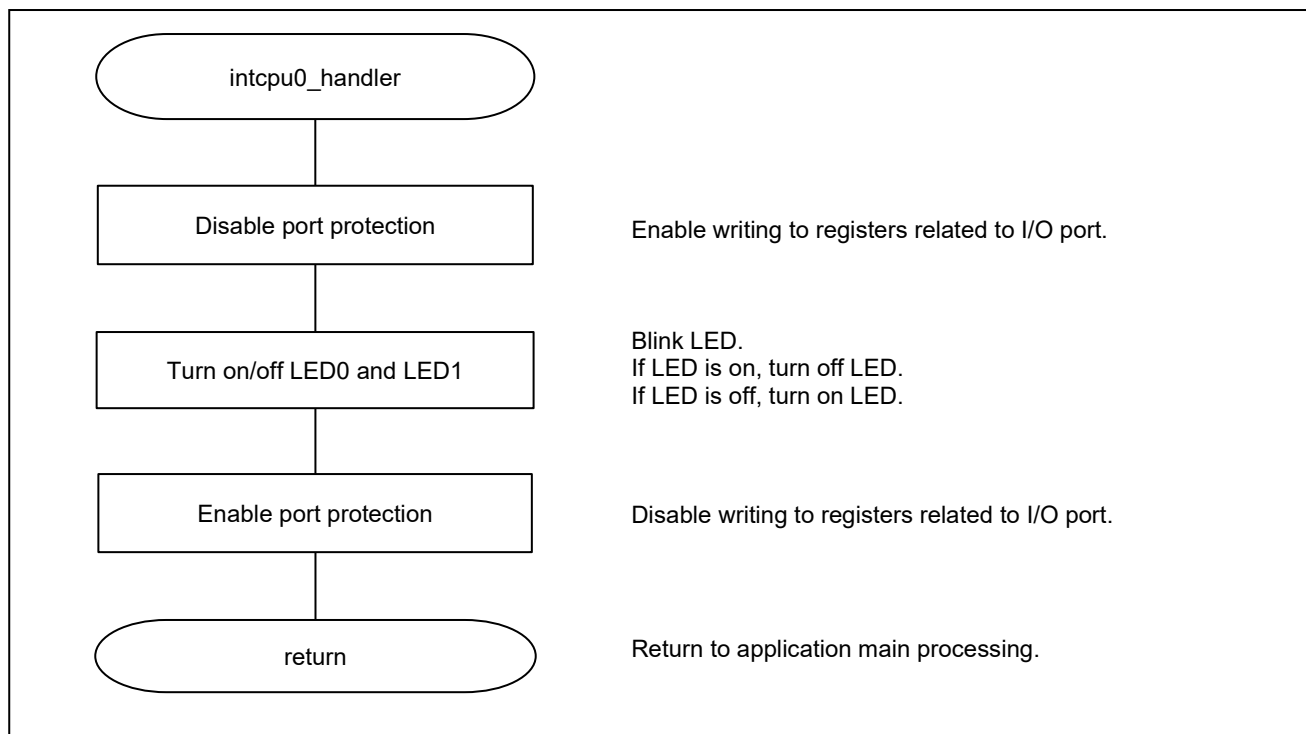 intcpu0_handler
Disable port protection
Enable writing to registers related to I/O port.
Turn on/off LED0 and LED1
Blink LED.
If LED is on, turn off LED.
If LED is off, turn on LED.
Enable port protection
Disable writing to registers related to I/O port.
return
Return to application main processing.